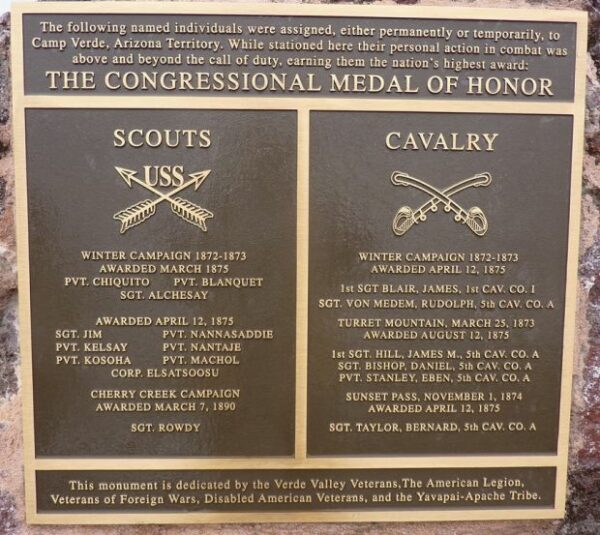 The following named individuals were assigned, either permanently or temporarily, to
Camp Verde, Arizona Territory. While stationed here their personal action in combat was
above and beyond the call of duty, earning them the nation's highest award:
THE CONGRESSIONAL MEDAL OF HONOR
SCOUTS
USS
WINTER CAMPAIGN 1872-1873
AWARDED MARCH 1875
PVT. CHIQUITO PVT. BLANQUET
SGT. ALCHESAY
AWARDED APRIL 12, 1875
SGT. JIM PVT. NANNASADDIE
PVT. KELSAY PVT. NANTAJE
PVT. KOSOHA PVT. MACHOL
CORP. ELSATSOOSU
CHERRY CREEK CAMPAIGN
AWARDED MARCH 7, 1890
SGT. ROWDY
CAVALRY
WINTER CAMPAIGN 1872-1873
AWARDED APRIL 12, 1875
1st SGT BLAIR, JAMES, 1st CAV. CO. I
SGT. VON MEDEM, RUDOLPH, 5th CAV. CO. A
TURRET MOUNTAIN, MARCH 25, 1873
AWARDED AUGUST 12, 1875
1st SGT. HILL, JAMES M., 5th CAV. CO. A
SGT. BISHOP, DANIEL, 5th CAV. CO. A
PVT. STANLEY, EBEN, 5th CAV. CO. A
SUNSET PASS, NOVEMBER 1, 1874
AWARDED APRIL 12, 1875
SGT. TAYLOR, BERNARD, 5th CAV. CO. A
This monument is dedicated by the Verde Valley Veterans,The American Legion,
Veterans of Foreign Wars, Disabled American Veterans, and the Yavapai-Apache Tribe.